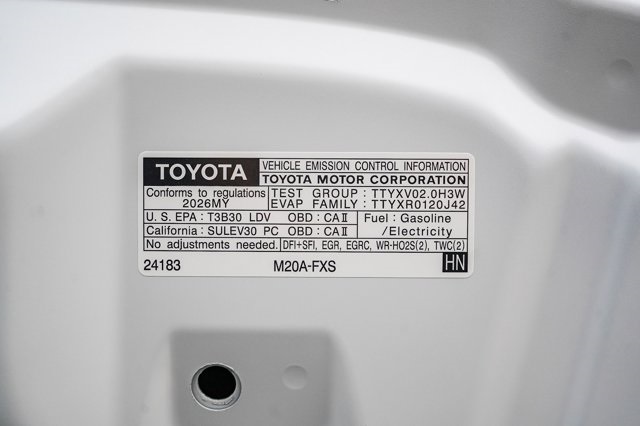 TOYOTA
VEHICLE EMISSION CONTROL INFORMATION
TOYOTA MOTOR CORPORATION
Conforms to regulations
2026MY
TEST GROUP : TTYXV02.0H3W
EVAP FAMILY : TTYXR0120J42
U.S. EPA : T3B30 LDV OBD : CAⅡ
California : SULEV30 PC OBD : CAⅡ
Fuel : Gasoline
/Electricity
No adjustments needed. DFI+SFI, EGR, EGRC, WR-HO2S(2), TWC(2)
24183 M20A-FXS HN